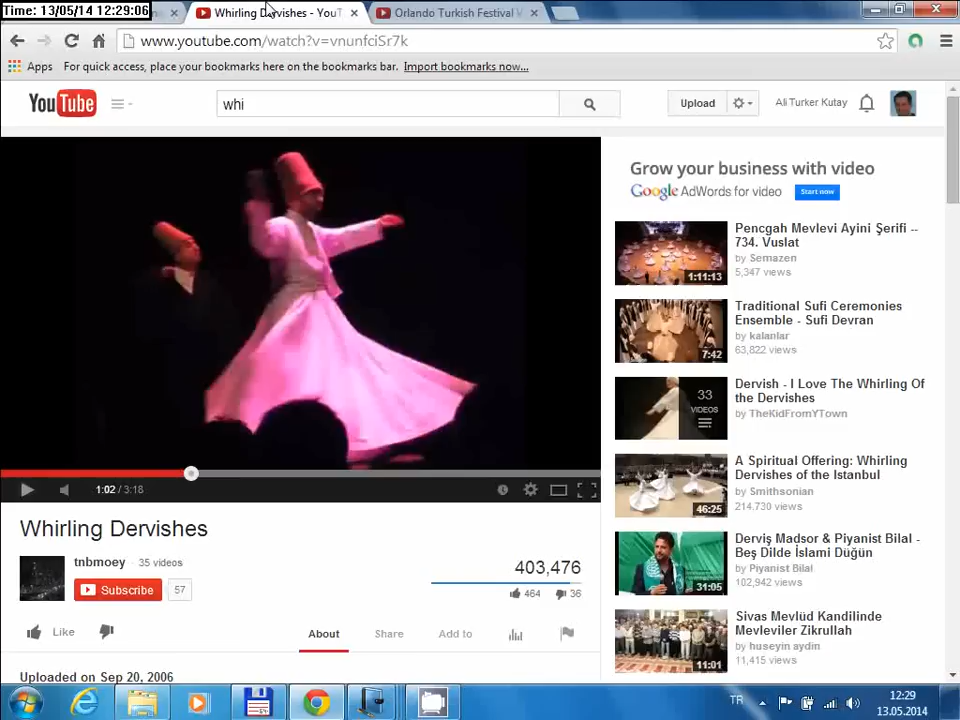 Time: 13/05/14 12:29:06
Whirling Dervishes - YouT
Orlando Turkish Festival W
www.youtube.com/watch?v=vnunfciSr7k
Apps For quick access, place your bookmarks here on the bookmarks bar. Import bookmarks now...
YouTube
whi
Upload
Ali Turker Kutay
Grow your business with video
Google AdWords for video Start now
Pencgah Mevlevi Ayini Şerifi --
734. Vuslat
by Semazen
5,347 views
1:11:13
Traditional Sufi Ceremonies
Ensemble - Sufi Devran
by kalanlar
63,822 views
7:42
Dervish - I Love The Whirling Of
the Dervishes
by TheKidFromYTown
33
VIDEOS
A Spiritual Offering: Whirling
Dervishes of the Istanbul
by Smithsonian
214,730 views
46:25
Derviş Madsor & Piyanist Bilal -
Beş Dilde İslami Düğün
by Piyanist Bilal
102,942 views
31:05
Sivas Mevlüd Kandilinde
Mevleviler Zikrullah
by huseyin aydin
11,415 views
11:01
1:02 / 3:18
Whirling Dervishes
tnbmoey · 35 videos
Subscribe 57
403,476
464 36
Like
About Share Add to
Uploaded on Sep 20, 2006
TR
12:29
13.05.2014